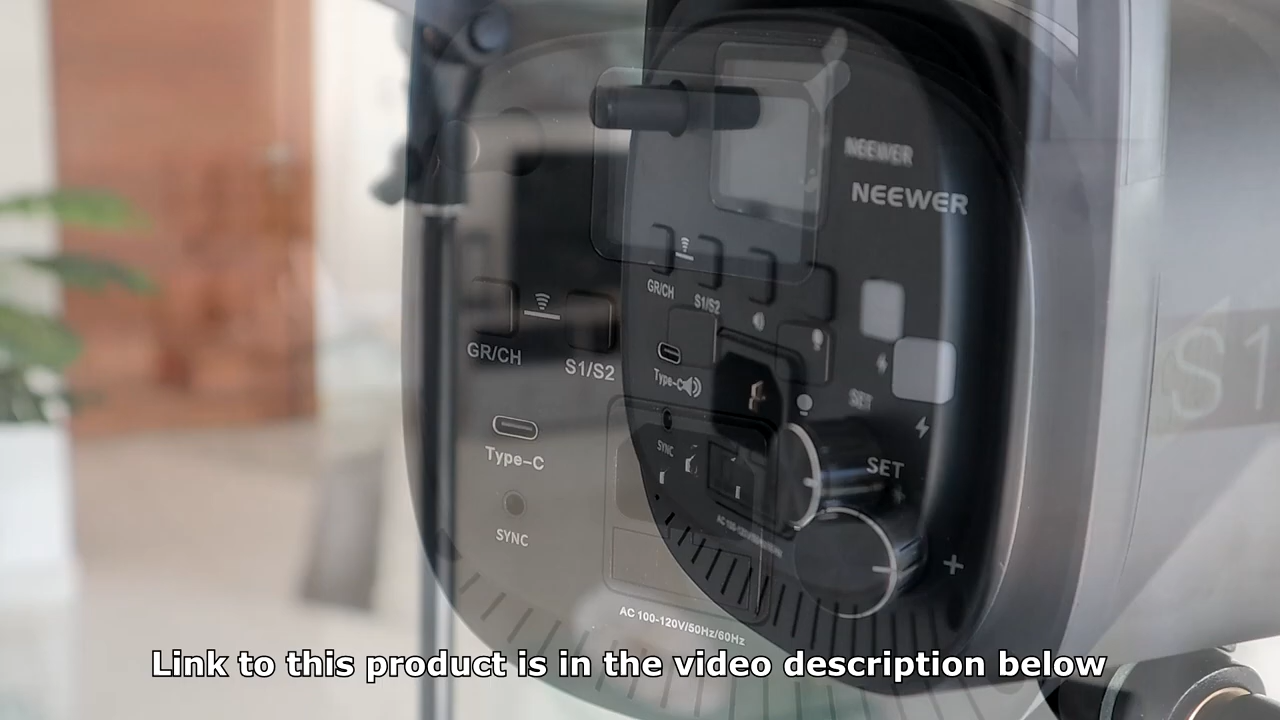 NEEWER
NEEWER
GR/CH
S1/S2
GR/CH
S1/S2
Type-C
SET
Type-C
SET
SYNC
SYNC
AC 100-120V/50Hz/60Hz
S1
Link to this product is in the video description below